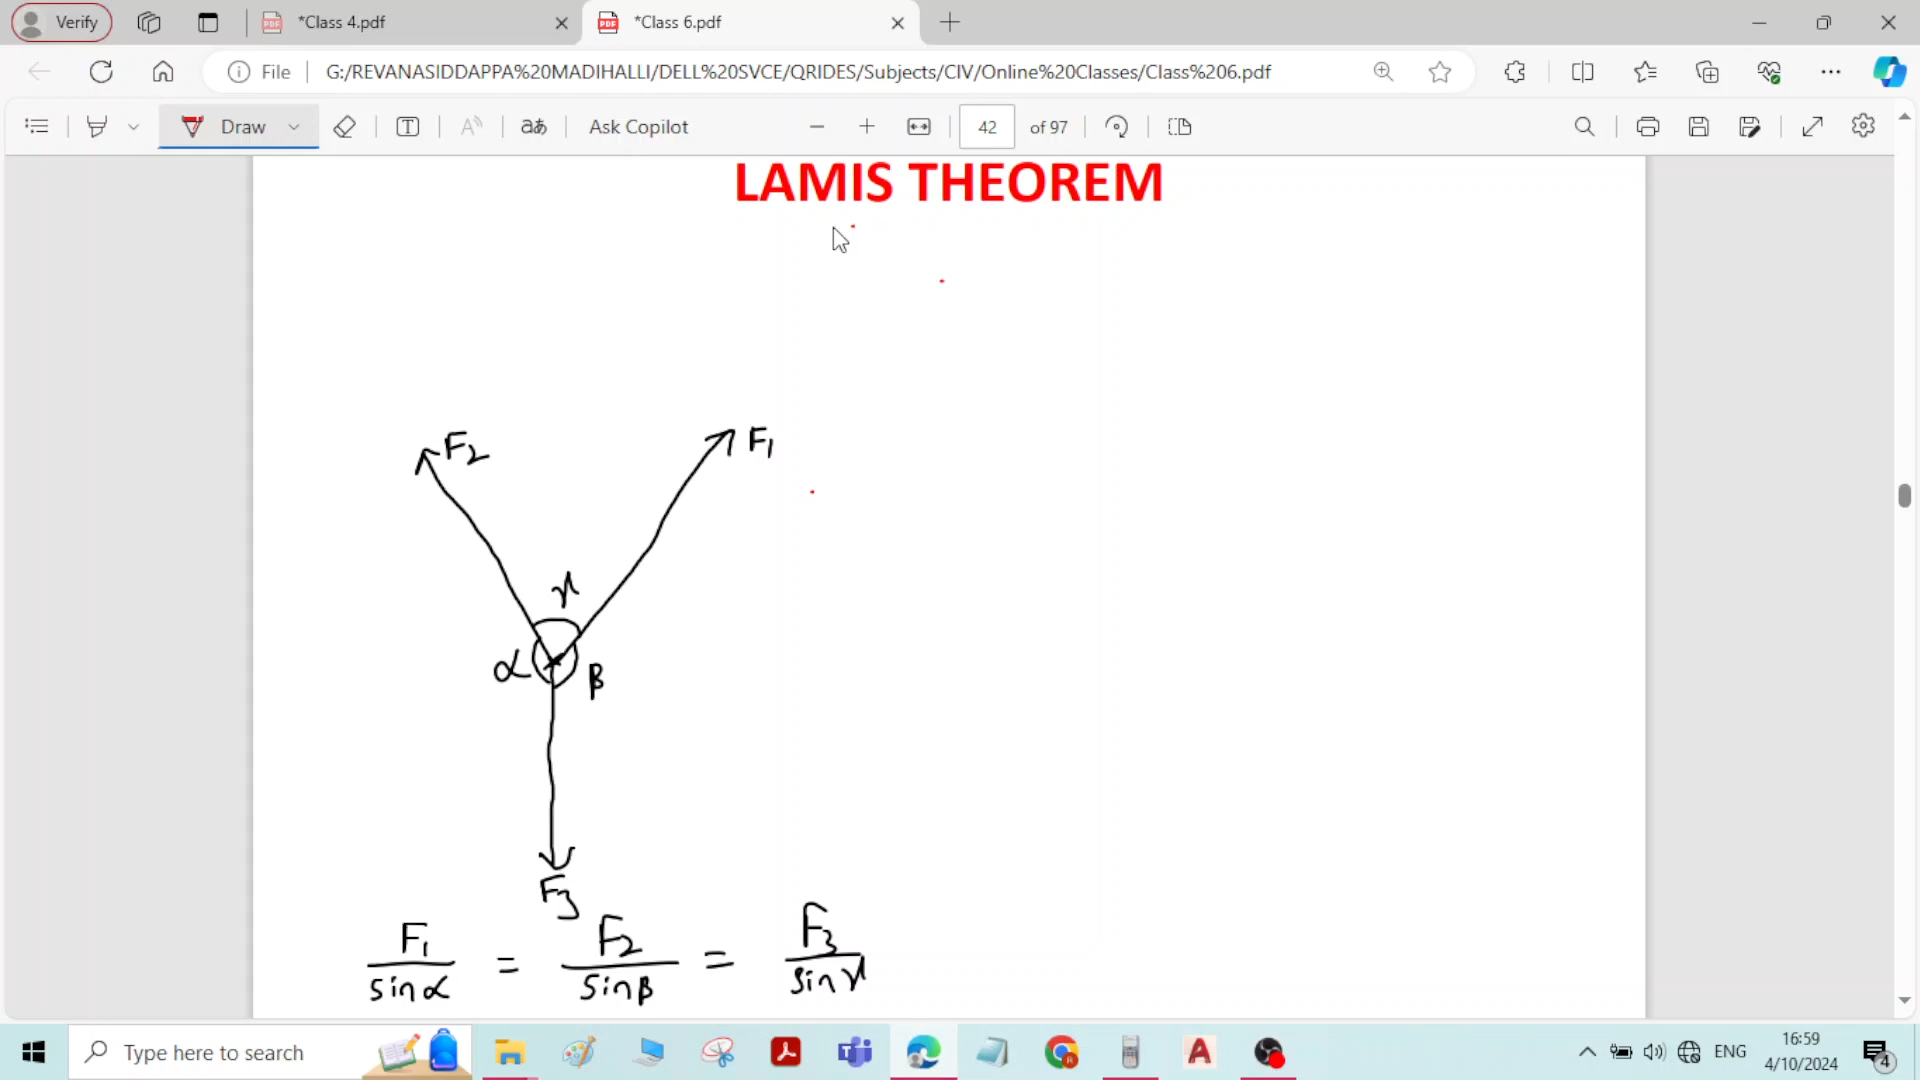 Verify
*Class 4.pdf
*Class 6.pdf
File
G:/REVANASIDDAPPA%20MADIHALLI/DELL%20SVCE/QRIDES/Subjects/CIV/Online%20Classes/Class%206.pdf
Draw
Ask Copilot
42
of 97
LAMIS THEOREM
F2
F1
γ
α
β
F3
F1/sinα = F2/sinβ = F3/sinγ
Type here to search
ENG
16:59
4/10/2024
4